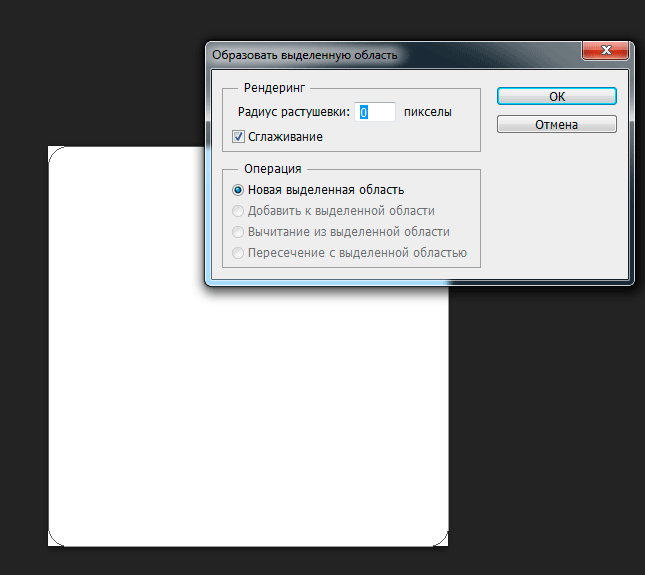 Образовать выделенную область
Рендеринг
Радиус растушевки: 0 пикселы
Сглаживание
Операция
Новая выделенная область
Добавить к выделенной области
Вычитание из выделенной области
Пересечение с выделенной областью
ОК
Отмена